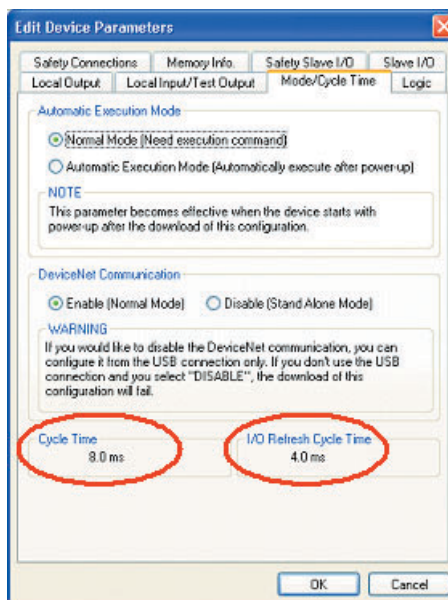 Edit Device Parameters
Safety Connections Memory Info. Safety Slave I/O Slave I/O
Local Output Local Input/Test Output Mode/Cycle Time Logic
Automatic Execution Mode
Normal Mode (Need execution command)
Automatic Execution Mode (Automatically execute after power-up)
NOTE
This parameter becomes effective when the device starts with
power-up after the download of this configuration.
DeviceNet Communication
Enable (Normal Mode) Disable (Stand Alone Mode)
WARNING
If you would like to disable the DeviceNet communication, you can
configure it from the USB connection only. If you don't use the USB
connection and you select "DISABLE", the download of this
configuration will fail.
Cycle Time I/O Refresh Cycle Time
8.0 ms 4.0 ms
OK Cancel